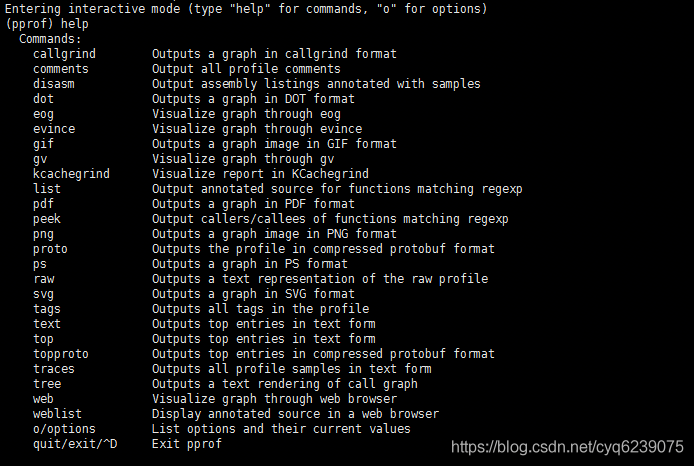 Entering interactive mode (type "help" for commands, "o" for options)
(pprof) help
  Commands:
    callgrind        Outputs a graph in callgrind format
    comments         Output all profile comments
    disasm           Output assembly listings annotated with samples
    dot              Outputs a graph in DOT format
    eog              Visualize graph through eog
    evince           Visualize graph through evince
    gif              Outputs a graph image in GIF format
    gv               Visualize graph through gv
    kcachegrind      Visualize report in KCachegrind
    list             Output annotated source for functions matching regexp
    pdf              Outputs a graph in PDF format
    peek             Output callers/callees of functions matching regexp
    png              Outputs a graph image in PNG format
    proto            Outputs the profile in compressed protobuf format
    ps               Outputs a graph in PS format
    raw              Outputs a text representation of the raw profile
    svg              Outputs a graph in SVG format
    tags             Outputs all tags in the profile
    text             Outputs top entries in text form
    top              Outputs top entries in text form
    topproto         Outputs top entries in compressed protobuf format
    traces           Outputs all profile samples in text form
    tree             Outputs a text rendering of call graph
    web              Visualize graph through web browser
    weblist          Display annotated source in a web browser
    o/options        List options and their current values
    quit/exit/^D     Exit pprof
https://blog.csdn.net/cyq6239075